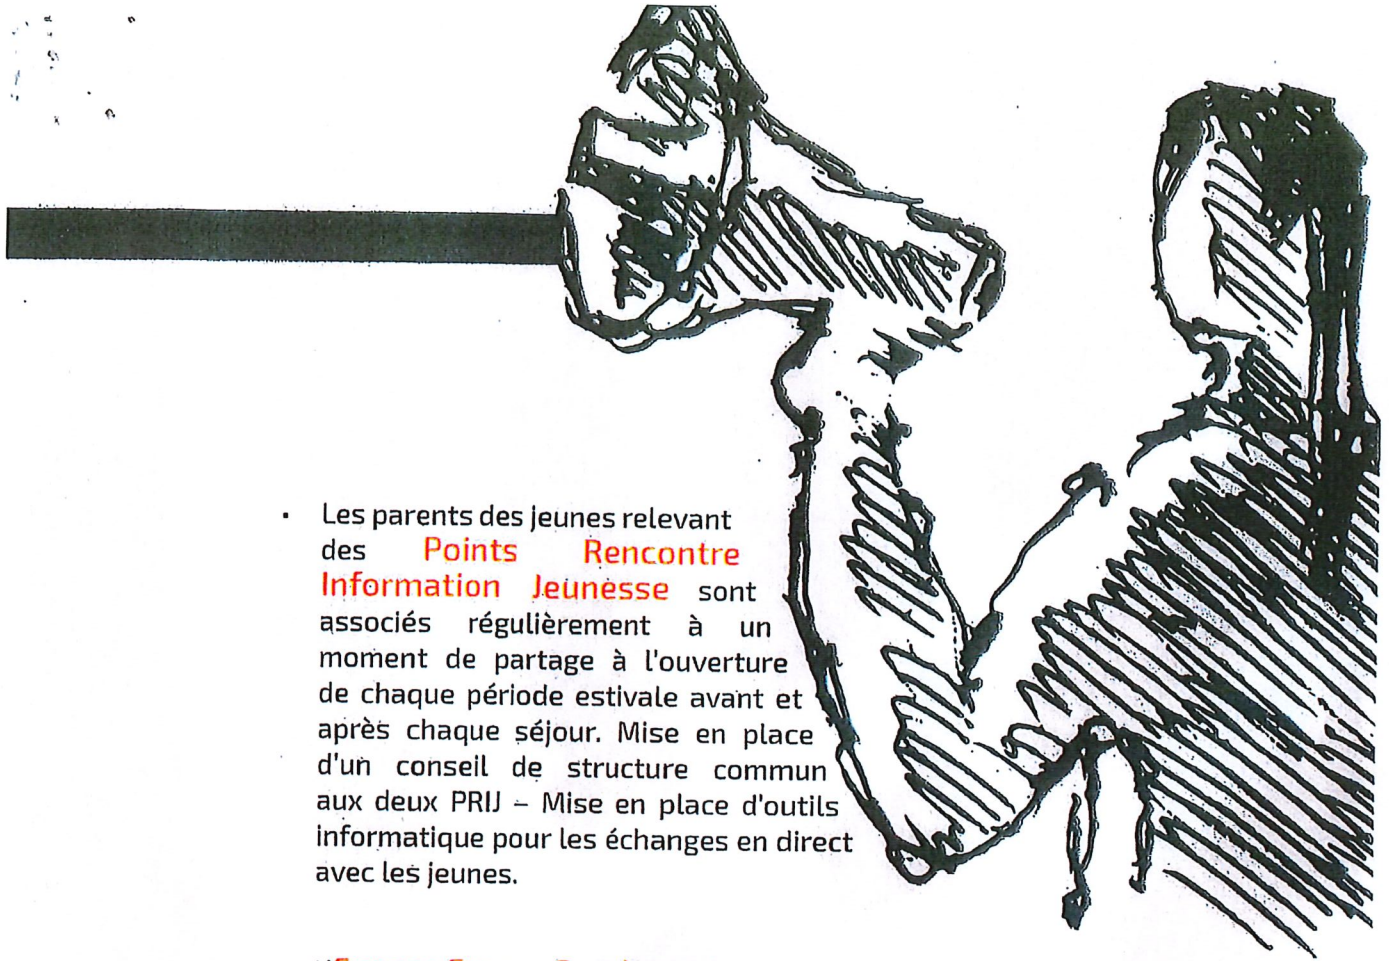 · Les parents des jeunes relevant
des Points Rencontre
Information Jeunesse sont
associés régulièrement à un
moment de partage à l'ouverture
de chaque période estivale avant et
après chaque séjour. Mise en place
d'un conseil de structure commun
aux deux PRIJ – Mise en place d'outils
informatique pour les échanges en direct
avec les jeunes.